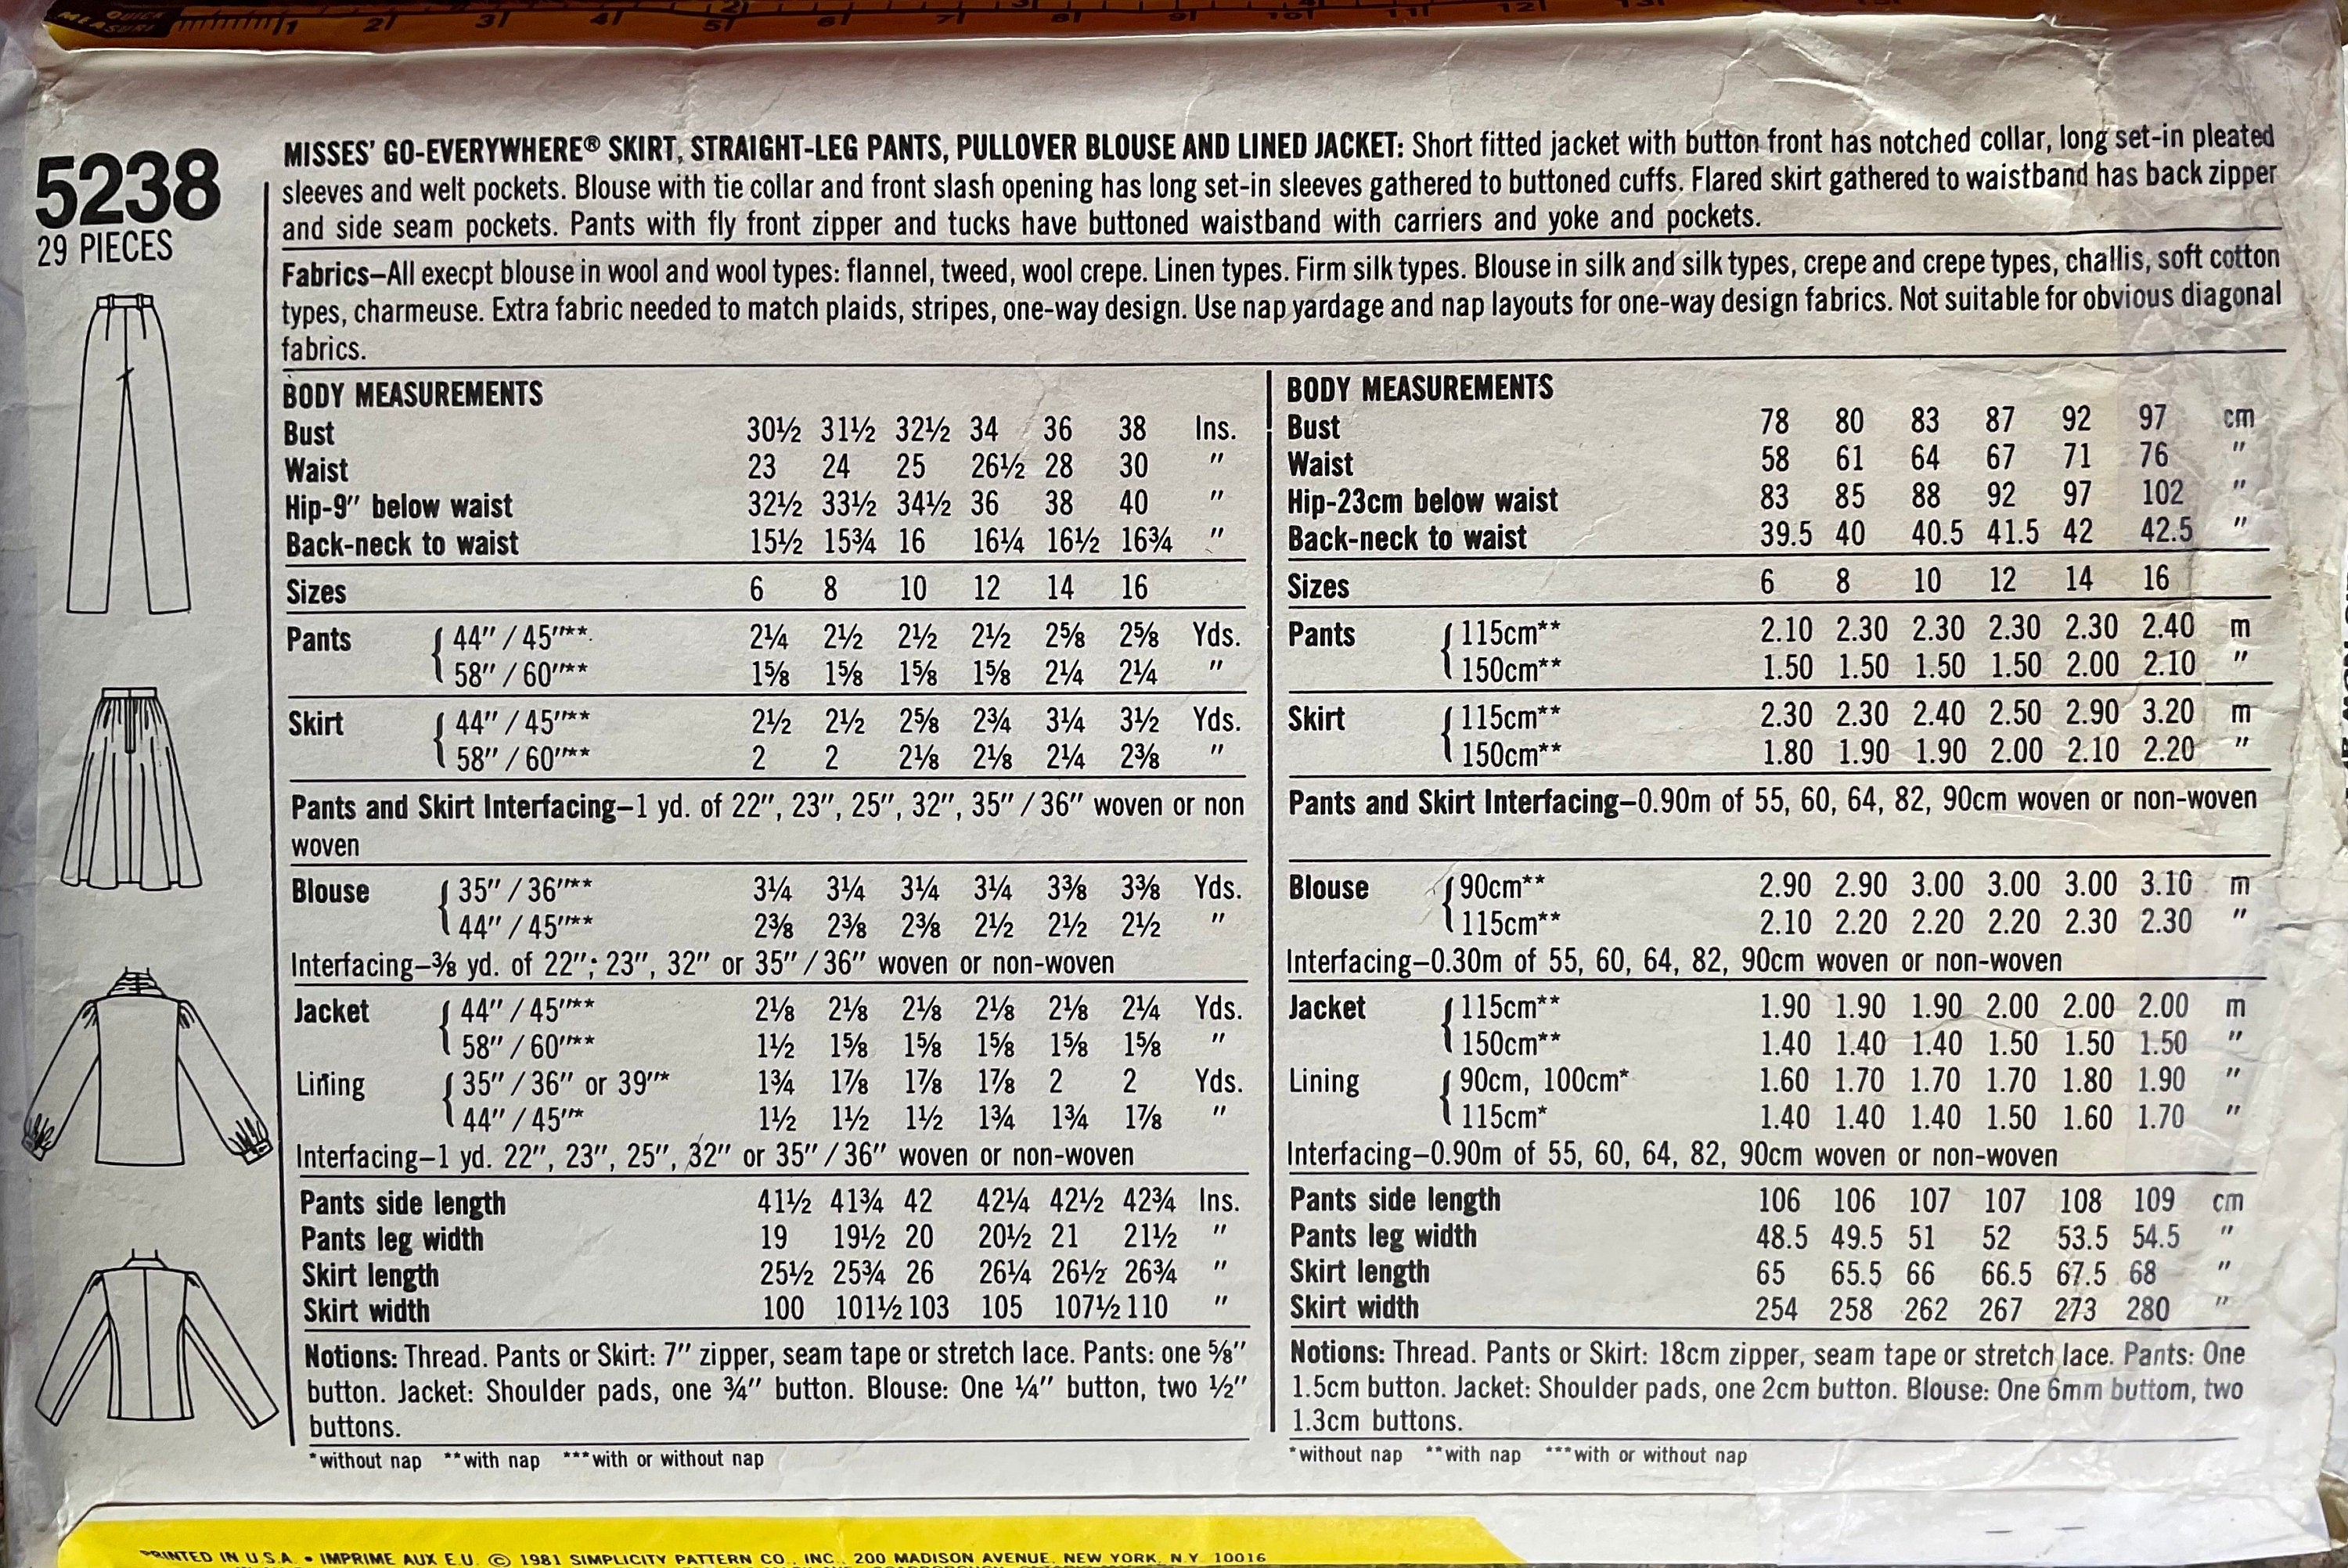 QUICK
MEASURE 1 2 3 4 5 6 7 8 9 10 11 12 13
5238
29 PIECES
MISSES' GO-EVERYWHERE® SKIRT, STRAIGHT-LEG PANTS, PULLOVER BLOUSE AND LINED JACKET: Short fitted jacket with button front has notched collar, long set-in pleated
sleeves and welt pockets. Blouse with tie collar and front slash opening has long set-in sleeves gathered to buttoned cuffs. Flared skirt gathered to waistband has back zipper
and side seam pockets. Pants with fly front zipper and tucks have buttoned waistband with carriers and yoke and pockets.
Fabrics—All execpt blouse in wool and wool types: flannel, tweed, wool crepe. Linen types. Firm silk types. Blouse in silk and silk types, crepe and crepe types, challis, soft cotton
types, charmeuse. Extra fabric needed to match plaids, stripes, one-way design. Use nap yardage and nap layouts for one-way design fabrics. Not suitable for obvious diagonal
fabrics.
BODY MEASUREMENTS
Bust 30½ 31½ 32½ 34 36 38 Ins.
Waist 23 24 25 26½ 28 30 "
Hip-9" below waist 32½ 33½ 34½ 36 38 40 "
Back-neck to waist 15½ 15¾ 16 16¼ 16½ 16¾ "
Sizes 6 8 10 12 14 16
Pants 44" / 45"** 2¼ 2½ 2½ 2½ 2⅝ 2⅝ Yds.
58" / 60"** 1⅝ 1⅝ 1⅝ 1⅝ 2¼ 2¼ "
Skirt 44" / 45"** 2½ 2½ 2⅝ 2¾ 3¼ 3½ Yds.
58" / 60"** 2 2 2⅛ 2⅛ 2¼ 2⅜ "
Pants and Skirt Interfacing—1 yd. of 22", 23", 25", 32", 35" / 36" woven or non
woven
Blouse 35" / 36"** 3¼ 3¼ 3¼ 3¼ 3⅜ 3⅜ Yds.
44" / 45"** 2⅜ 2⅜ 2⅜ 2½ 2½ 2½ "
Interfacing—⅜ yd. of 22"; 23", 32" or 35" / 36" woven or non-woven
Jacket 44" / 45"** 2⅛ 2⅛ 2⅛ 2⅛ 2⅛ 2¼ Yds.
58" / 60"** 1½ 1⅝ 1⅝ 1⅝ 1⅝ 1⅝ "
Lining 35" / 36" or 39"* 1¾ 1⅞ 1⅞ 1⅞ 2 2 Yds.
44" / 45"* 1½ 1½ 1½ 1¾ 1¾ 1⅞ "
Interfacing—1 yd. 22", 23", 25", 32" or 35" / 36" woven or non-woven
Pants side length 41½ 41¾ 42 42¼ 42½ 42¾ Ins.
Pants leg width 19 19½ 20 20½ 21 21½ "
Skirt length 25½ 25¾ 26 26¼ 26½ 26¾ "
Skirt width 100 101½ 103 105 107½ 110 "
Notions: Thread. Pants or Skirt: 7" zipper, seam tape or stretch lace. Pants: one ⅝"
button. Jacket: Shoulder pads, one ¾" button. Blouse: One ¼" button, two ½"
buttons.
*without nap **with nap ***with or without nap
BODY MEASUREMENTS
Bust 78 80 83 87 92 97 cm
Waist 58 61 64 67 71 76 "
Hip-23cm below waist 83 85 88 92 97 102 "
Back-neck to waist 39.5 40 40.5 41.5 42 42.5 "
Sizes 6 8 10 12 14 16
Pants 115cm** 2.10 2.30 2.30 2.30 2.30 2.40 m
150cm** 1.50 1.50 1.50 1.50 2.00 2.10 "
Skirt 115cm** 2.30 2.30 2.40 2.50 2.90 3.20 m
150cm** 1.80 1.90 1.90 2.00 2.10 2.20 "
Pants and Skirt Interfacing—0.90m of 55, 60, 64, 82, 90cm woven or non-woven
Blouse 90cm** 2.90 2.90 3.00 3.00 3.00 3.10 m
115cm** 2.10 2.20 2.20 2.20 2.30 2.30 "
Interfacing—0.30m of 55, 60, 64, 82, 90cm woven or non-woven
Jacket 115cm** 1.90 1.90 1.90 2.00 2.00 2.00 m
150cm** 1.40 1.40 1.40 1.50 1.50 1.50 "
Lining 90cm, 100cm* 1.60 1.70 1.70 1.70 1.80 1.90 "
115cm* 1.40 1.40 1.40 1.50 1.60 1.70 "
Interfacing—0.90m of 55, 60, 64, 82, 90cm woven or non-woven
Pants side length 106 106 107 107 108 109 cm
Pants leg width 48.5 49.5 51 52 53.5 54.5 "
Skirt length 65 65.5 66 66.5 67.5 68 "
Skirt width 254 258 262 267 273 280 "
Notions: Thread. Pants or Skirt: 18cm zipper, seam tape or stretch lace. Pants: One
1.5cm button. Jacket: Shoulder pads, one 2cm button. Blouse: One 6mm buttom, two
1.3cm buttons.
*without nap **with nap ***with or without nap
PRINTED IN U.S.A. • IMPRIME AUX E.U. © 1981 SIMPLICITY PATTERN CO., INC., 200 MADISON AVENUE, NEW YORK, N.Y. 10016